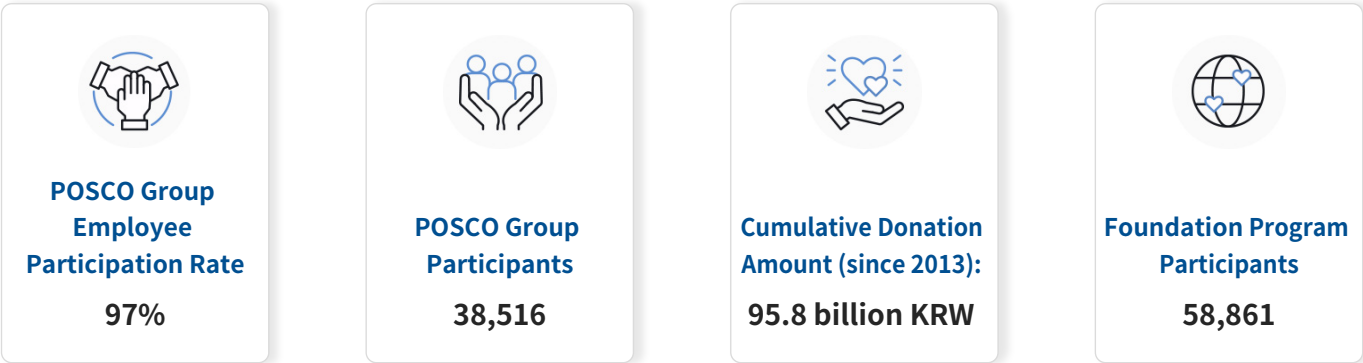 POSCO Group
Employee
Participation Rate
97%
POSCO Group
Participants
38,516
Cumulative Donation
Amount (since 2013):
95.8 billion KRW
Foundation Program
Participants
58,861